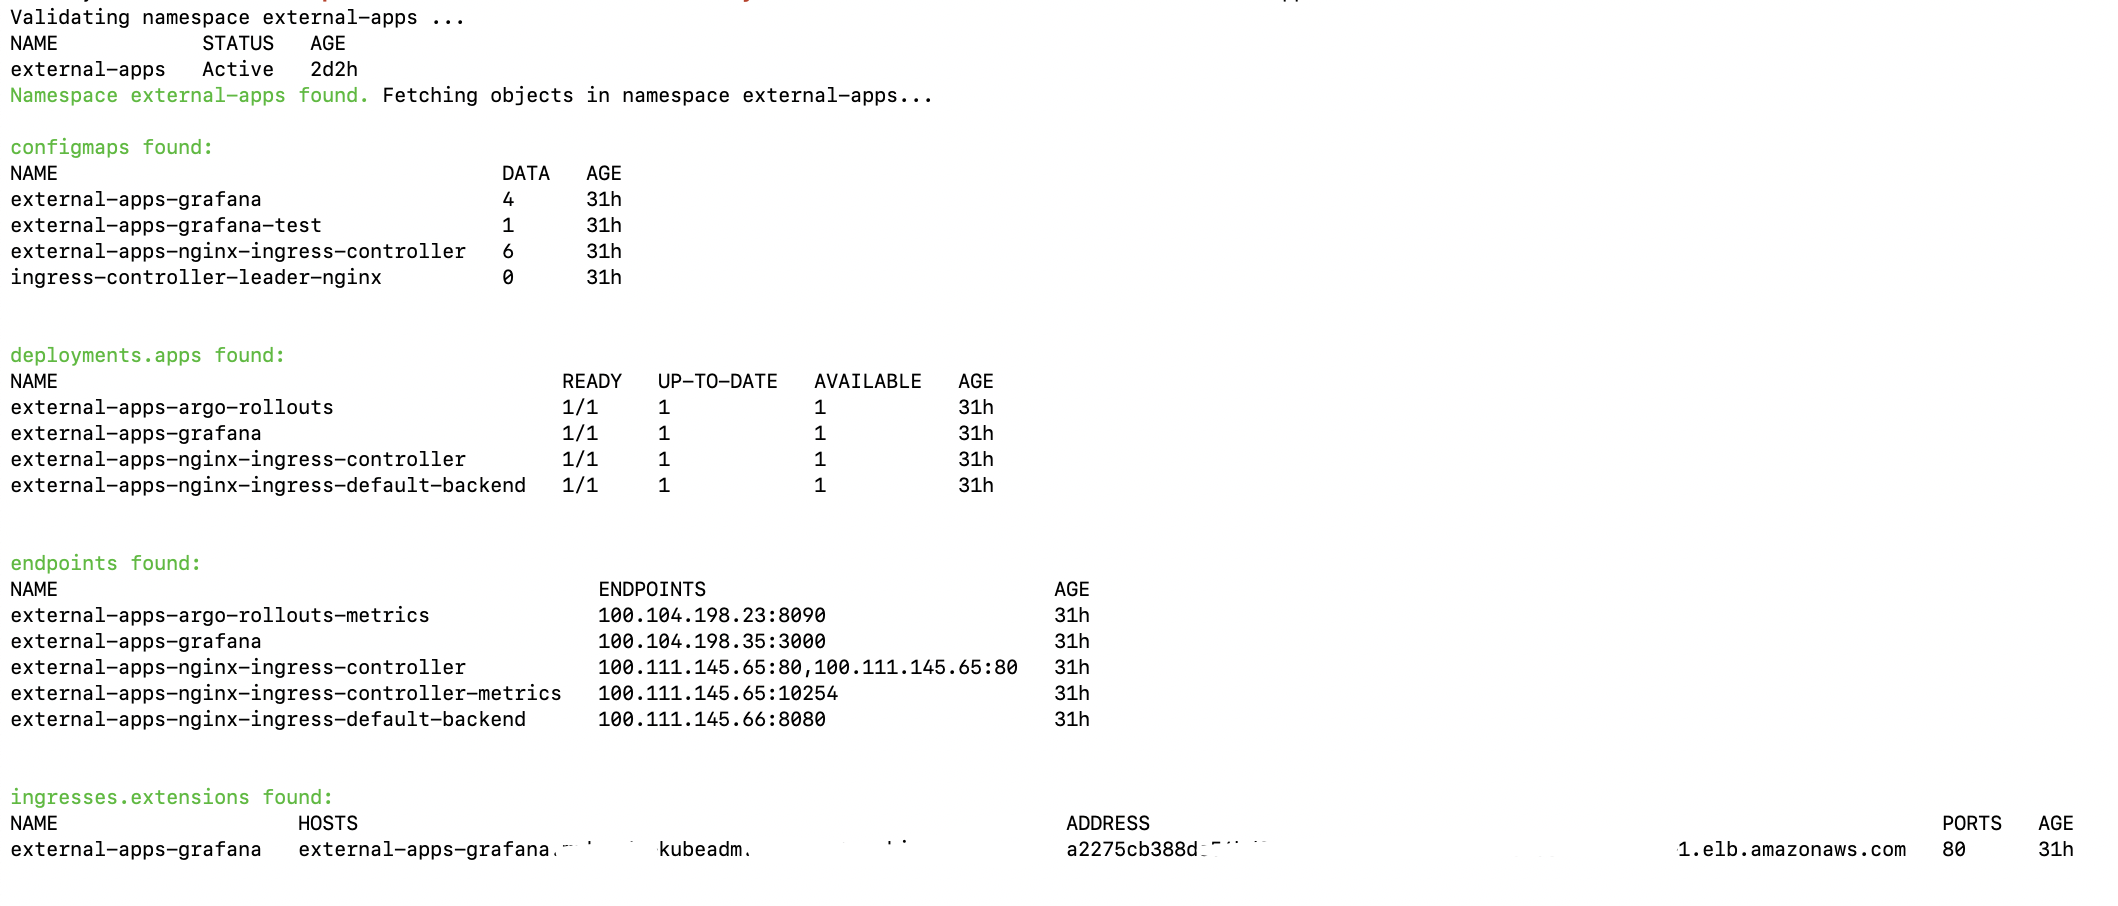 Validating namespace external-apps ...
NAME STATUS AGE
external-apps Active 2d2h
Namespace external-apps found. Fetching objects in namespace external-apps...
configmaps found:
NAME DATA AGE
external-apps-grafana 4 31h
external-apps-grafana-test 1 31h
external-apps-nginx-ingress-controller 6 31h
ingress-controller-leader-nginx 0 31h
deployments.apps found:
NAME READY UP-TO-DATE AVAILABLE AGE
external-apps-argo-rollouts 1/1 1 1 31h
external-apps-grafana 1/1 1 1 31h
external-apps-nginx-ingress-controller 1/1 1 1 31h
external-apps-nginx-ingress-default-backend 1/1 1 1 31h
endpoints found:
NAME ENDPOINTS AGE
external-apps-argo-rollouts-metrics 100.104.198.23:8090 31h
external-apps-grafana 100.104.198.35:3000 31h
external-apps-nginx-ingress-controller 100.111.145.65:80,100.111.145.65:80 31h
external-apps-nginx-ingress-controller-metrics 100.111.145.65:10254 31h
external-apps-nginx-ingress-default-backend 100.111.145.66:8080 31h
ingresses.extensions found:
NAME HOSTS ADDRESS PORTS AGE
external-apps-grafana external-apps-grafana. kubeadm. a2275cb388d 1.elb.amazonaws.com 80 31h